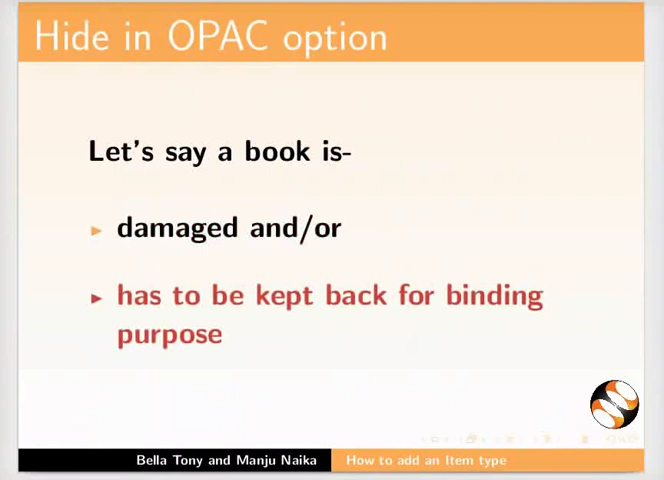 Hide in OPAC option
Let's say a book is-
damaged and/or
has to be kept back for binding
purpose
Bella Tony and Manju Naika
How to add an Item type